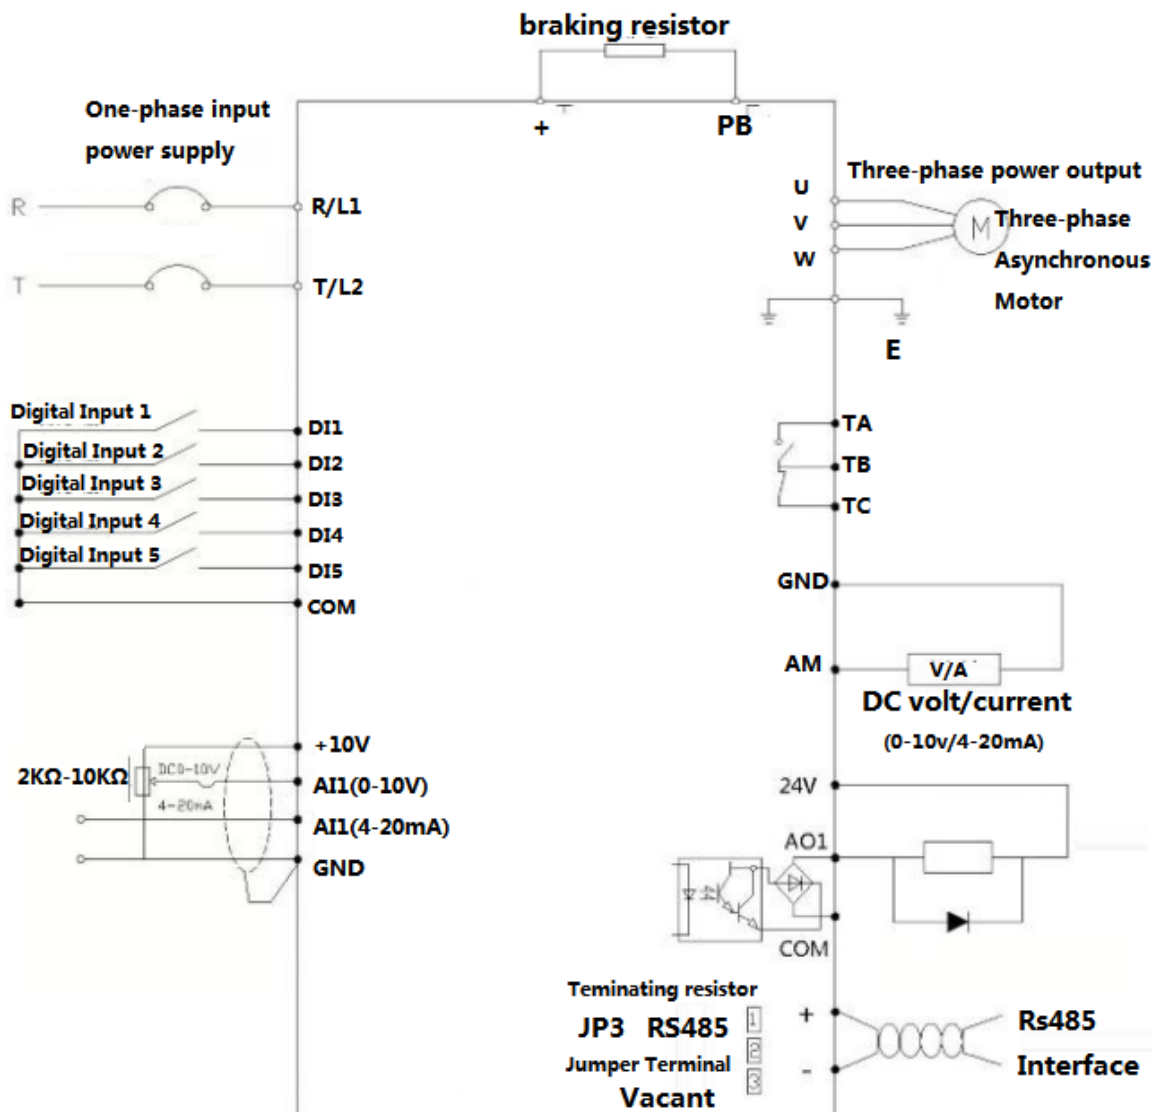 braking resistor
+
PB
One-phase input
power supply
R
R/L1
T
T/L2
Three-phase power output
U
V
W
M
Three-phase
Asynchronous
Motor
E
Digital Input 1
DI1
Digital Input 2
DI2
Digital Input 3
DI3
Digital Input 4
DI4
Digital Input 5
DI5
COM
TA
TB
TC
GND
AM
V/A
DC volt/current
(0-10v/4-20mA)
+10V
2KΩ-10KΩ
DC0-10V
AI1(0-10V)
4-20mA
AI1(4-20mA)
GND
24V
AO1
COM
Teminating resistor
JP3 RS485
1
Jumper Terminal
2
Vacant
3
+
-
Rs485
Interface